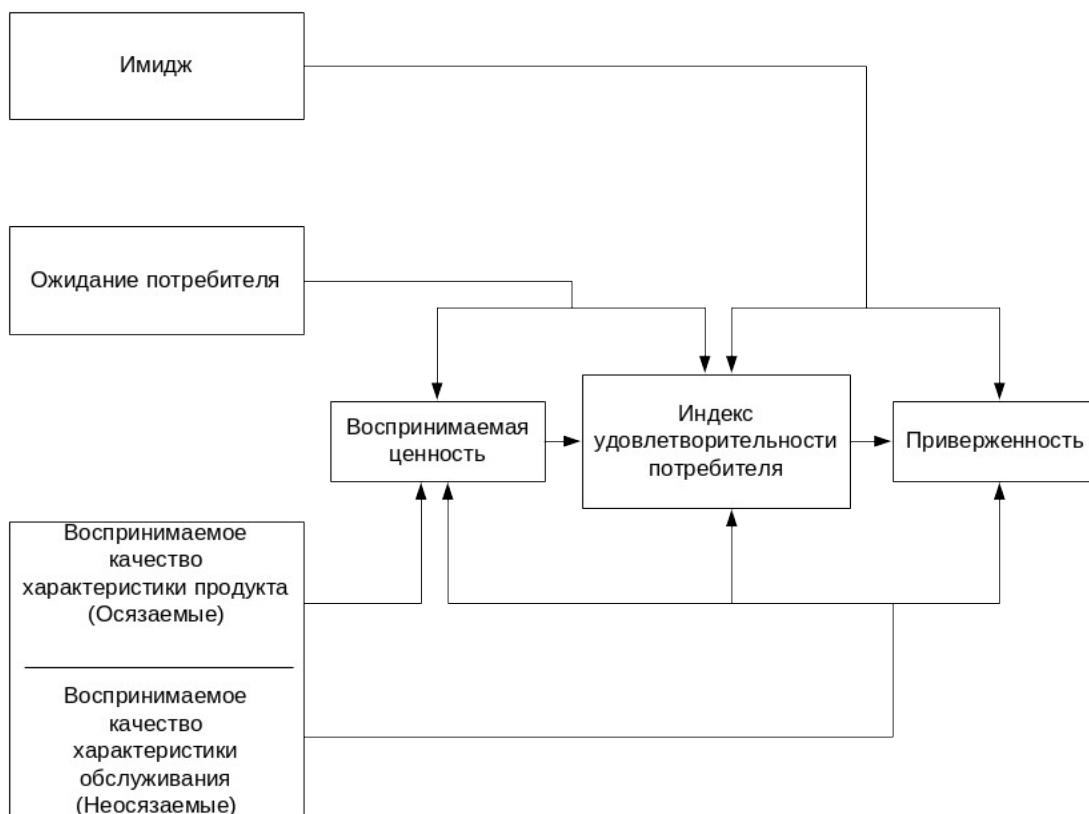 Имидж
Ожидание потребителя
Воспринимаемая
ценность
Индекс
удовлетворительности
потребителя
Приверженность
Воспринимаемое
качество
характеристики продукта
(Осязаемые)
Воспринимаемое
качество
характеристики
обслуживания
(Неосязаемые)